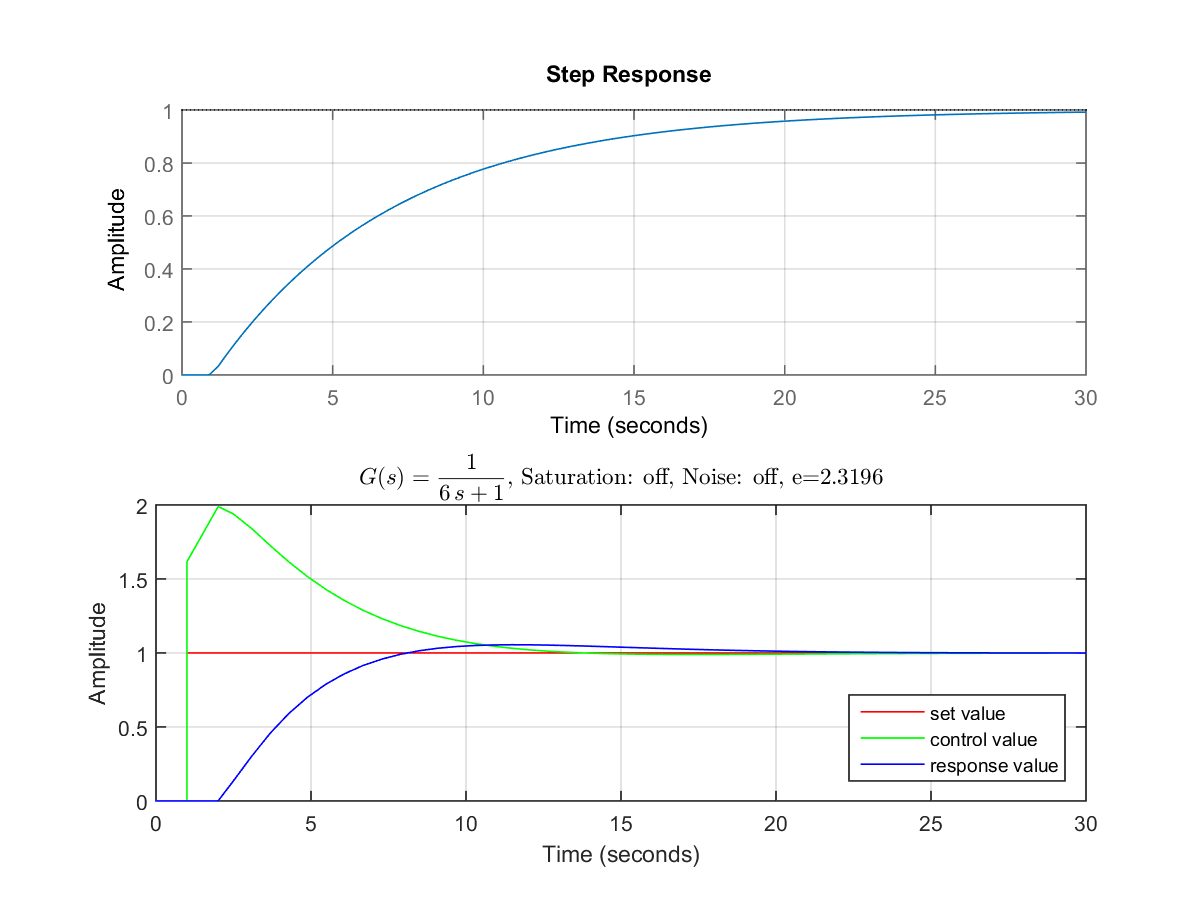 Step Response
1
0.8
0.6
0.4
0.2
0
Amplitude
0 5 10 15 20 25 30
Time (seconds)
G(s) = 1/(6 s + 1), Saturation: off, Noise: off, e=2.3196
2
1.5
1
0.5
0
Amplitude
set value
control value
response value
0 5 10 15 20 25 30
Time (seconds)